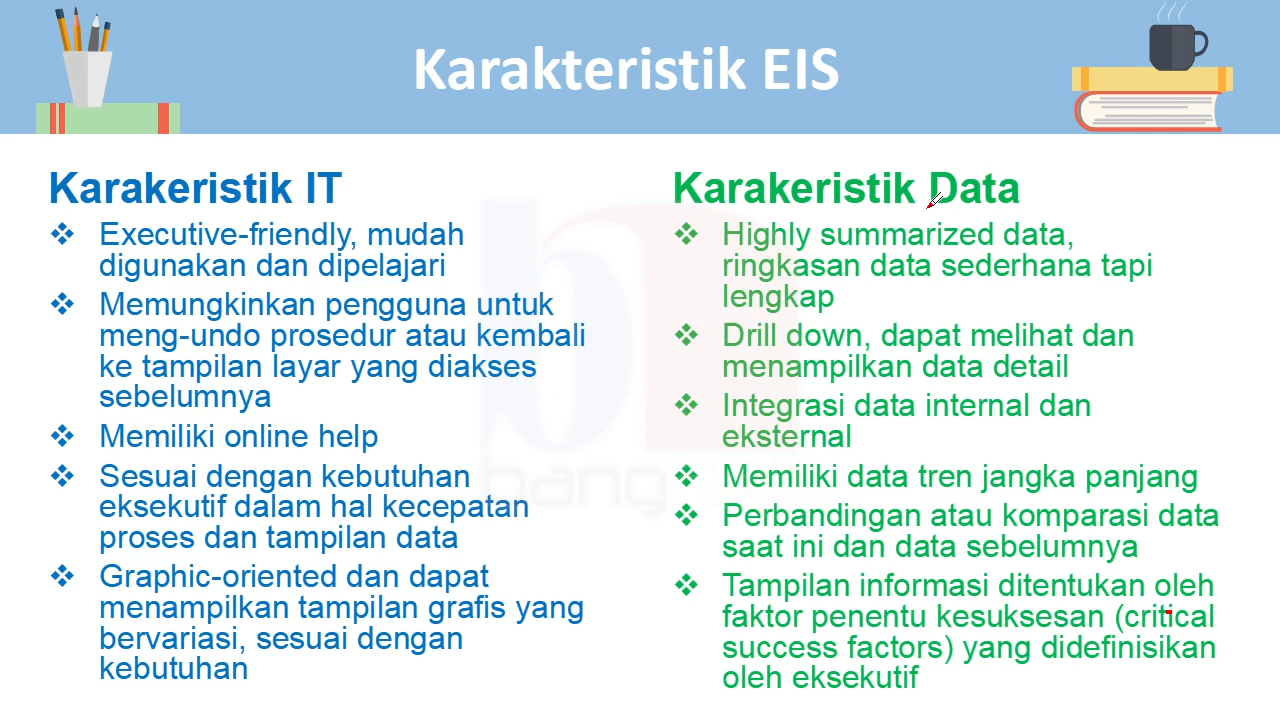 Karakteristik EIS
Karakeristik IT
❖ Executive-friendly, mudah
digunakan dan dipelajari
❖ Memungkinkan pengguna untuk
meng-undo prosedur atau kembali
ke tampilan layar yang diakses
sebelumnya
❖ Memiliki online help
❖ Sesuai dengan kebutuhan
eksekutif dalam hal kecepatan
proses dan tampilan data
❖ Graphic-oriented dan dapat
menampilkan tampilan grafis yang
bervariasi, sesuai dengan
kebutuhan
Karakeristik Data
❖ Highly summarized data,
ringkasan data sederhana tapi
lengkap
❖ Drill down, dapat melihat dan
menampilkan data detail
❖ Integrasi data internal dan
eksternal
❖ Memiliki data tren jangka panjang
❖ Perbandingan atau komparasi data
saat ini dan data sebelumnya
❖ Tampilan informasi ditentukan oleh
faktor penentu kesuksesan (critical
success factors) yang didefinisikan
oleh eksekutif